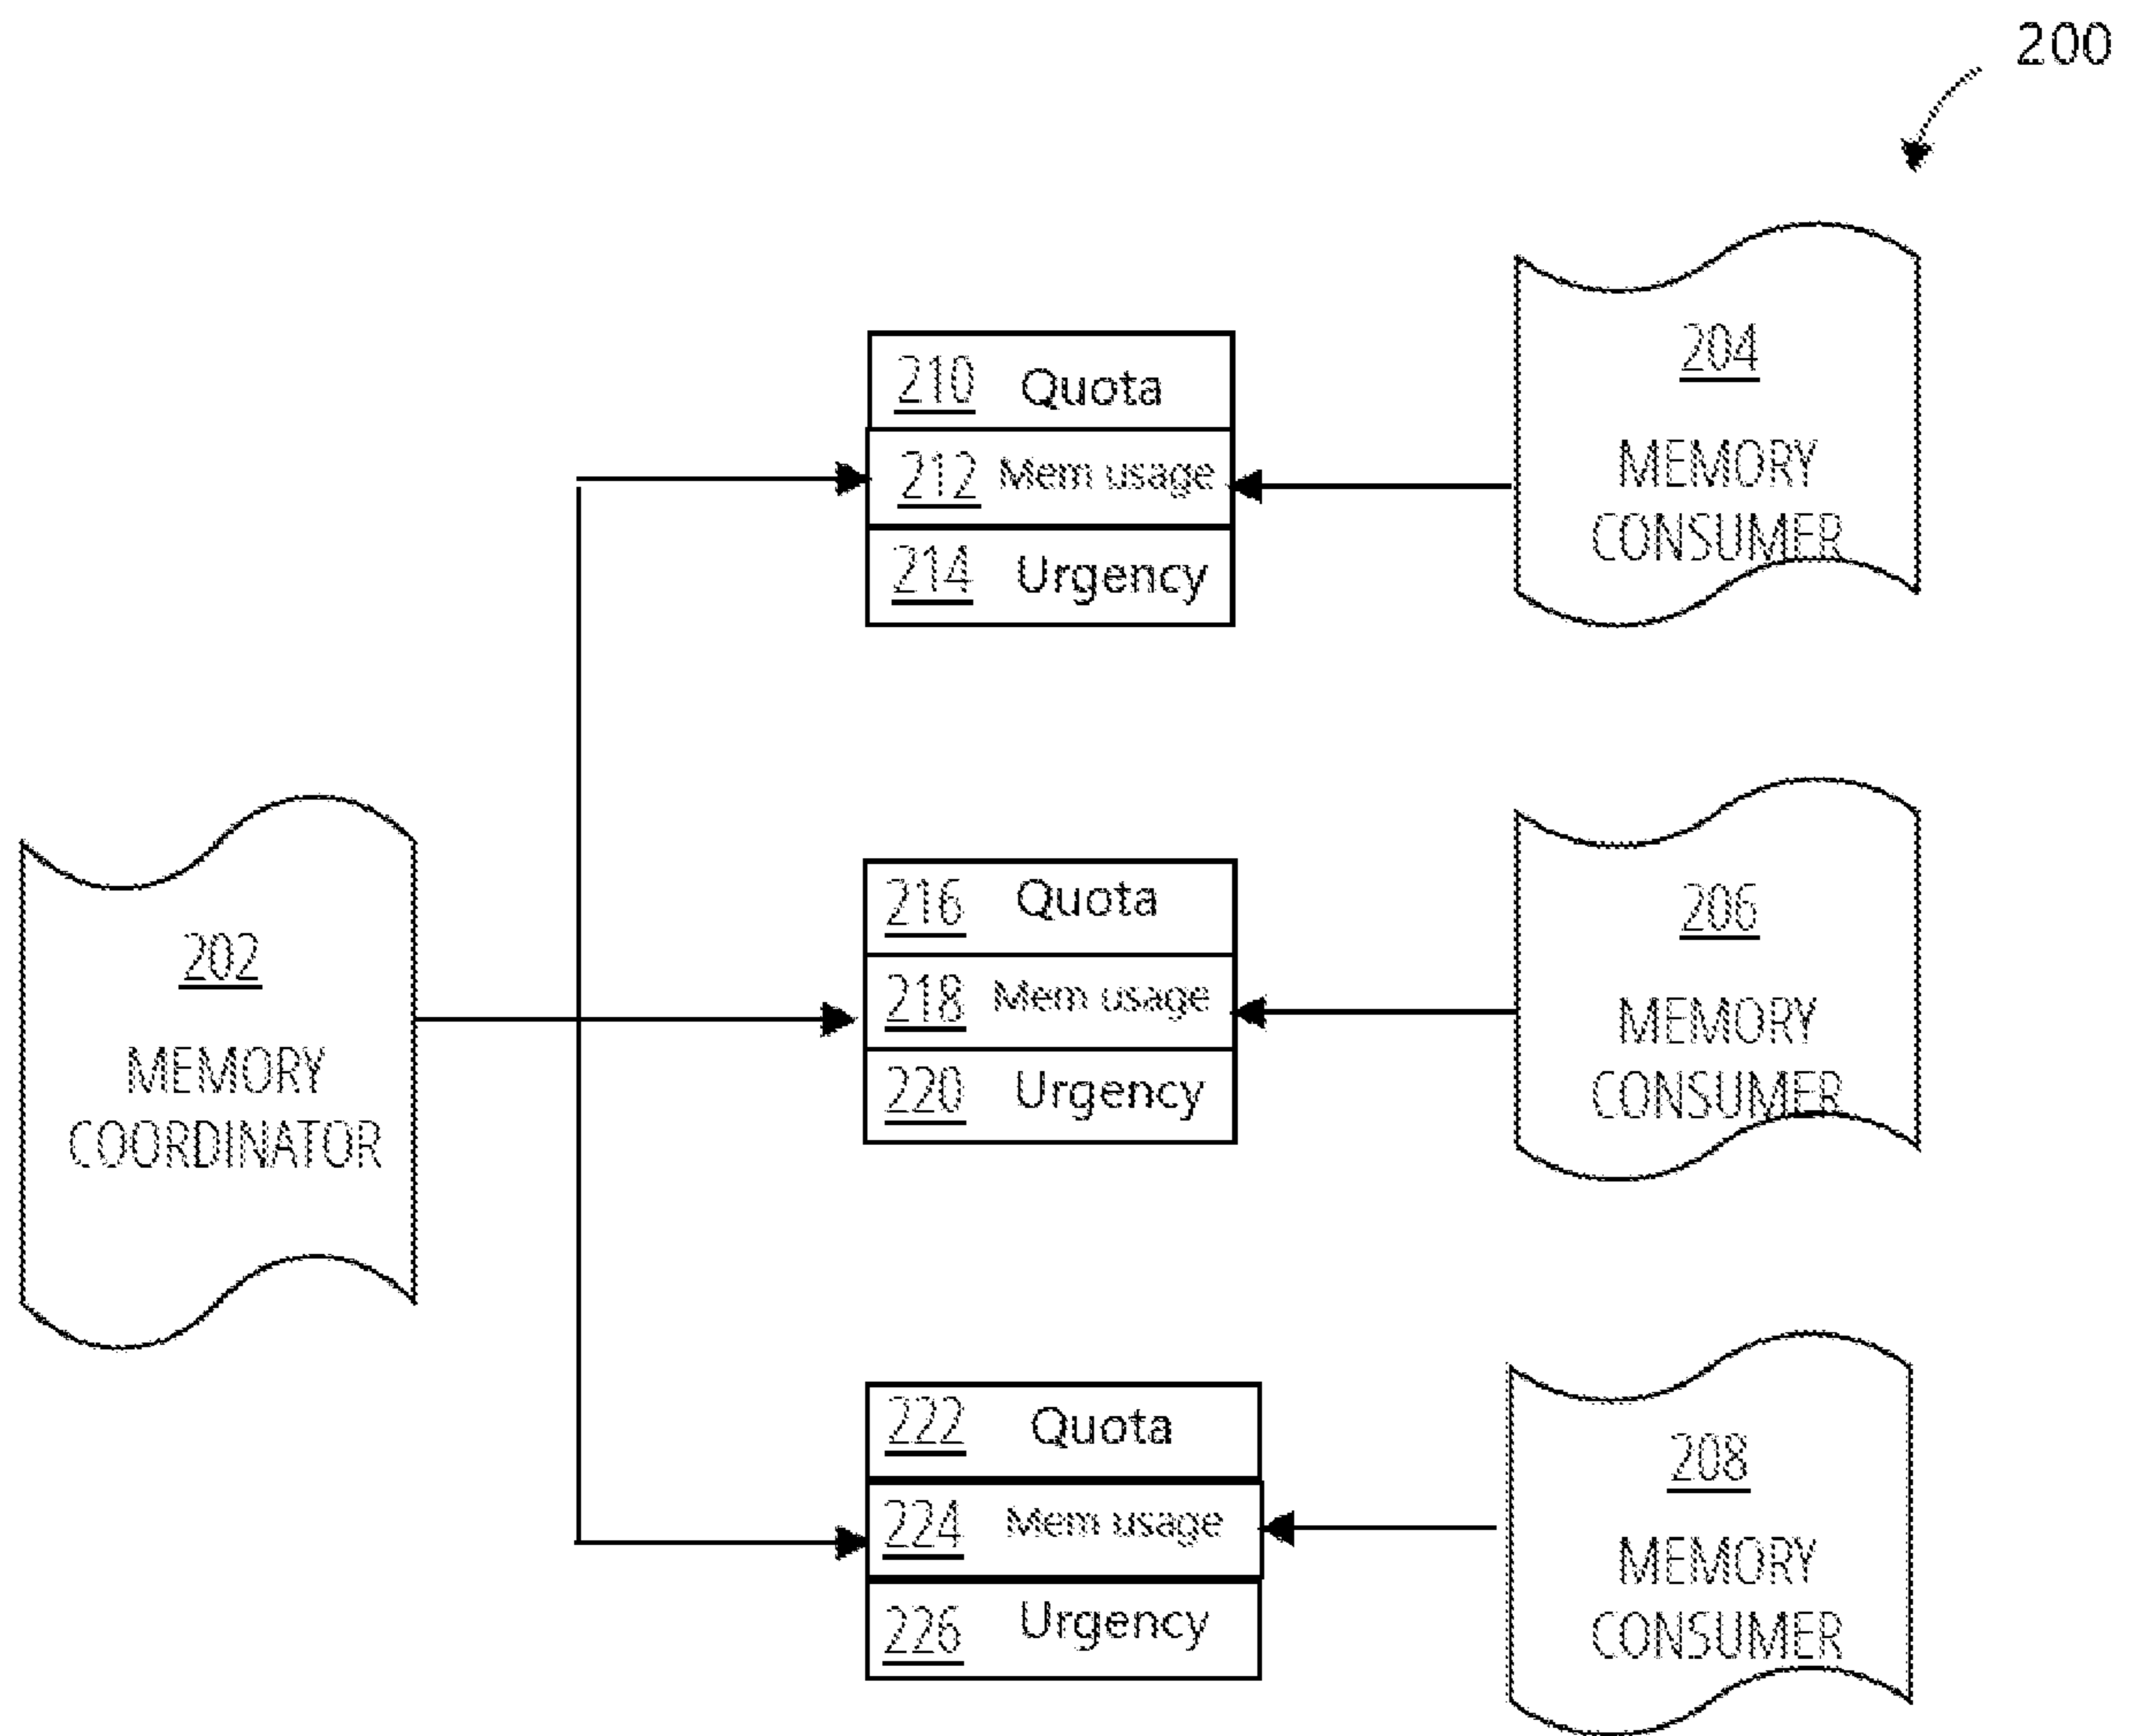 200
204
MEMORY
CONSUMER
210 Quota
212 Mem usage
214 Urgency
202
MEMORY
COORDINATOR
216 Quota
218 Mem usage
220 Urgency
206
MEMORY
CONSUMER
222 Quota
224 Mem usage
226 Urgency
208
MEMORY
CONSUMER